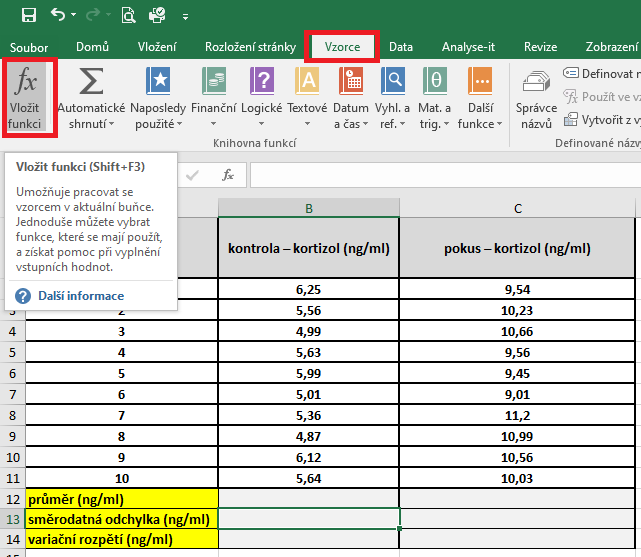 Soubor Domů Vložení Rozložení stránky Vzorce Data Analyse-it Revize Zobrazení
fx Vložit funkci
Automatické shrnutí
Naposledy použité
Finanční
Logické
Textové
Datum a čas
Vyhl. a ref.
Mat. a trig.
Další funkce
Správce názvů
Definovat n
Použít ve v
Vytvořit z vý
Knihovna funkcí
Definované názvy
Vložit funkci (Shift+F3)
Umožňuje pracovat se
vzorcem v aktuální buňce.
Jednoduše můžete vybrat
funkce, které se mají použít,
a získat pomoc při vyplnění
vstupních hodnot.
? Další informace
fx
B C
kontrola – kortizol (ng/ml) pokus – kortizol (ng/ml)
6,25 9,54
3 2 5,56 10,23
4 3 4,99 10,66
5 4 5,63 9,56
6 5 5,99 9,45
7 6 5,01 9,01
8 7 5,36 11,2
9 8 4,87 10,99
10 9 6,12 10,56
11 10 5,64 10,03
12 průměr (ng/ml)
13 směrodatná odchylka (ng/ml)
14 variační rozpětí (ng/ml)